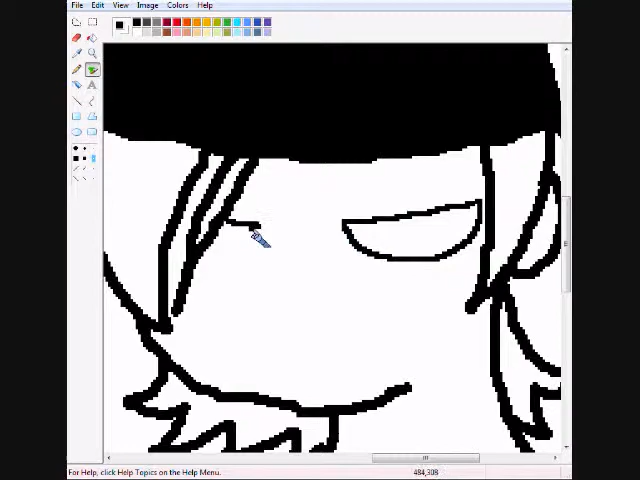 File Edit View Image Colors Help
A
For Help, click Help Topics on the Help Menu.
484,308